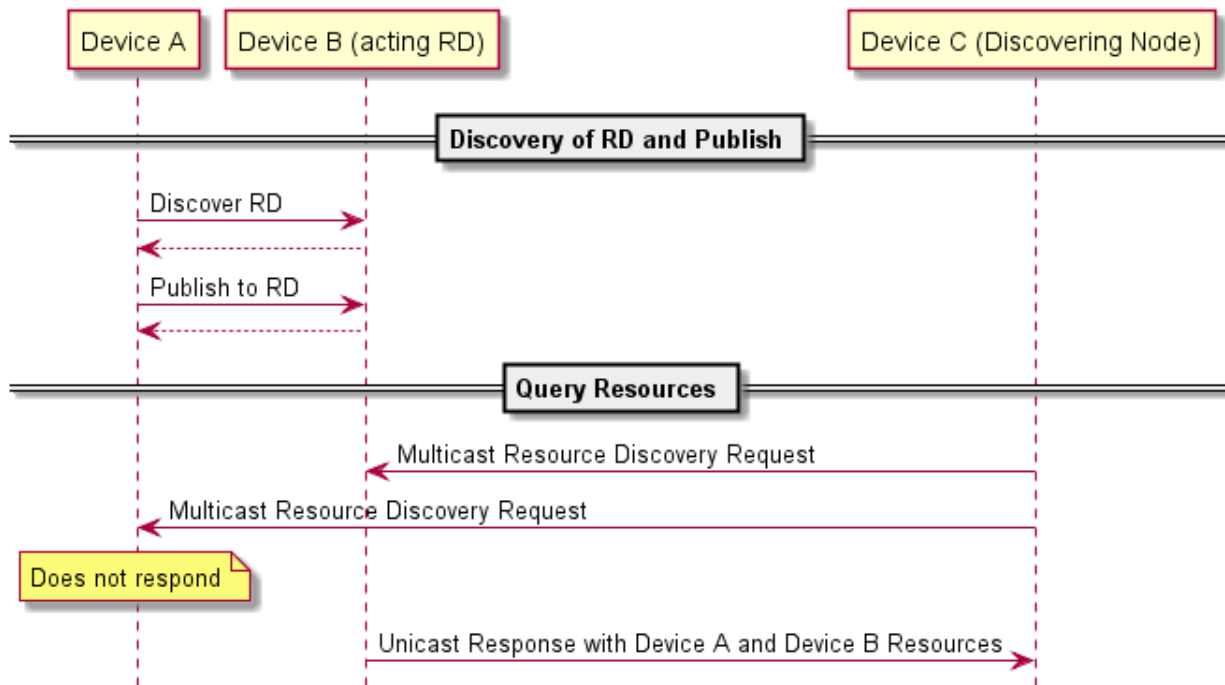 Device A
Device B (acting RD)
Device C (Discovering Node)
Discovery of RD and Publish
Discover RD
Publish to RD
Query Resources
Multicast Resource Discovery Request
Multicast Resource Discovery Request
Does not respond
Unicast Response with Device A and Device B Resources